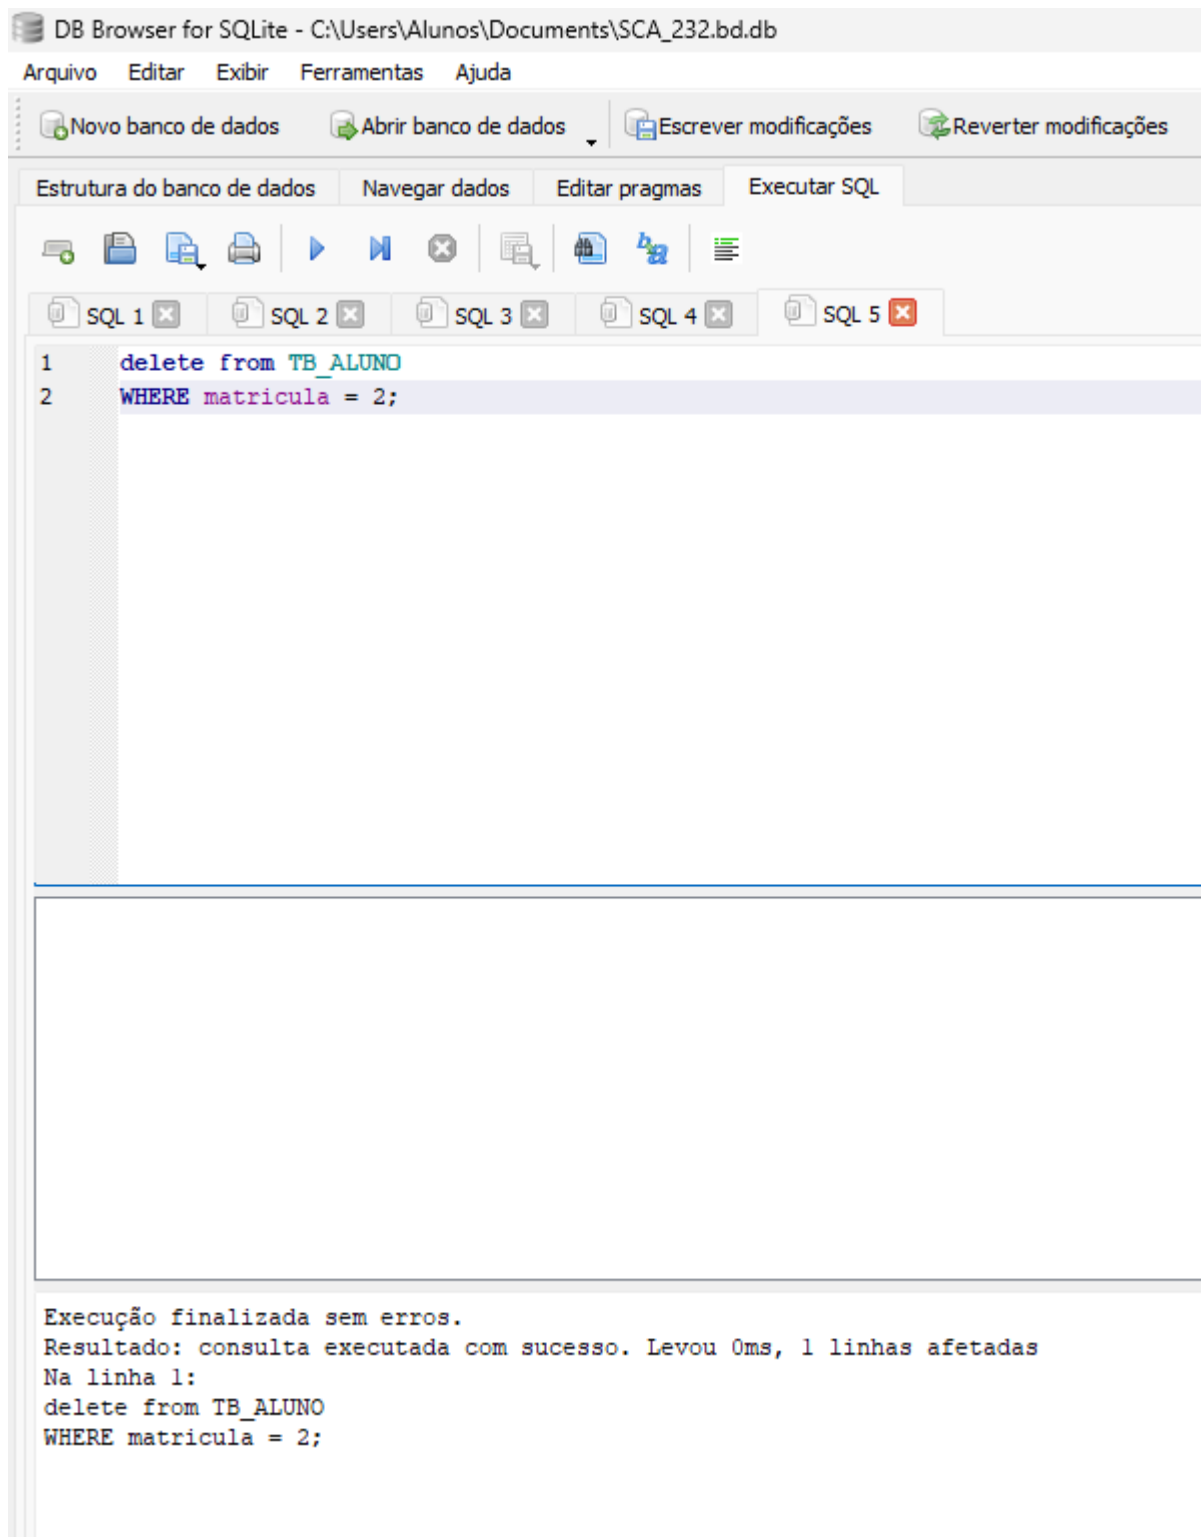 DB Browser for SQLite - C:\Users\Alunos\Documents\SCA_232.bd.db
Arquivo Editar Exibir Ferramentas Ajuda
Novo banco de dados Abrir banco de dados Escrever modificações Reverter modificações
Estrutura do banco de dados Navegar dados Editar pragmas Executar SQL
SQL 1 SQL 2 SQL 3 SQL 4 SQL 5
1 delete from TB_ALUNO
2 WHERE matricula = 2;
Execução finalizada sem erros.
Resultado: consulta executada com sucesso. Levou 0ms, 1 linhas afetadas
Na linha 1:
delete from TB_ALUNO
WHERE matricula = 2;